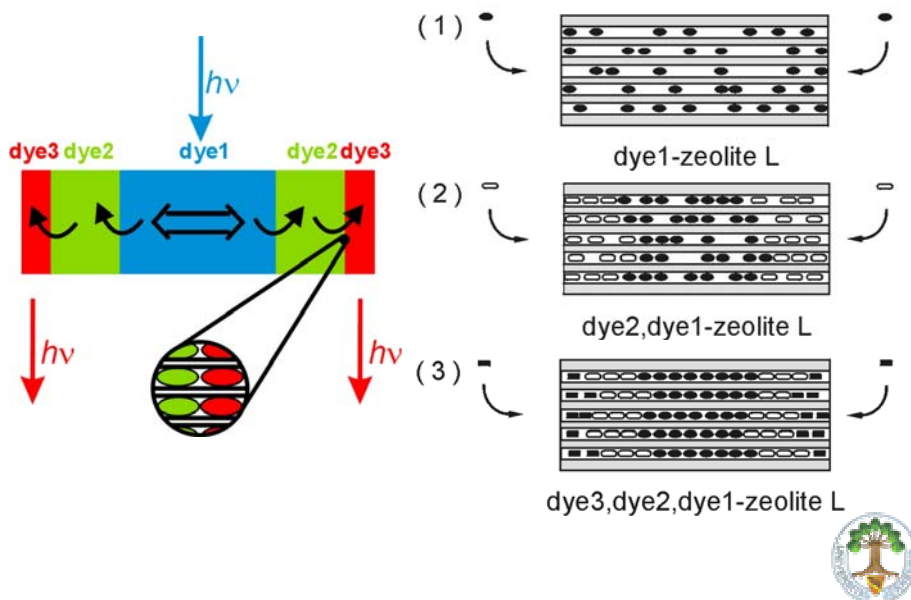 hν
dye3 dye2 dye1 dye2 dye3
hν
hν
(1)
dye1-zeolite L
(2)
dye2,dye1-zeolite L
(3)
dye3,dye2,dye1-zeolite L